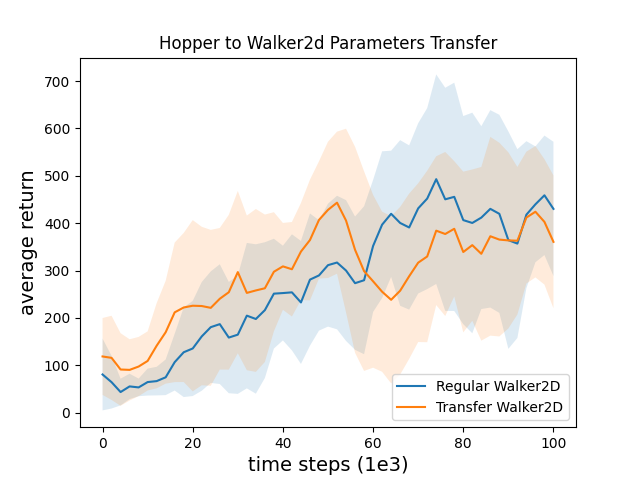 Hopper to Walker2d Parameters Transfer
average return
700
600
500
400
300
200
100
0
0 20 40 60 80 100
time steps (1e3)
Regular Walker2D
Transfer Walker2D